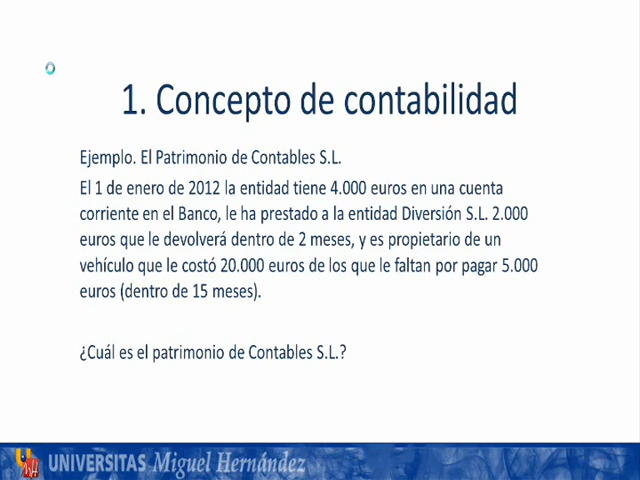 1. Concepto de contabilidad
Ejemplo. El Patrimonio de Contables S.L.
El 1 de enero de 2012 la entidad tiene 4.000 euros en una cuenta
corriente en el Banco, le ha prestado a la entidad Diversión S.L. 2.000
euros que le devolverá dentro de 2 meses, y es propietario de un
vehículo que le costó 20.000 euros de los que le faltan por pagar 5.000
euros (dentro de 15 meses).
¿Cuál es el patrimonio de Contables S.L.?
UNIVERSITAS Miguel Hernández